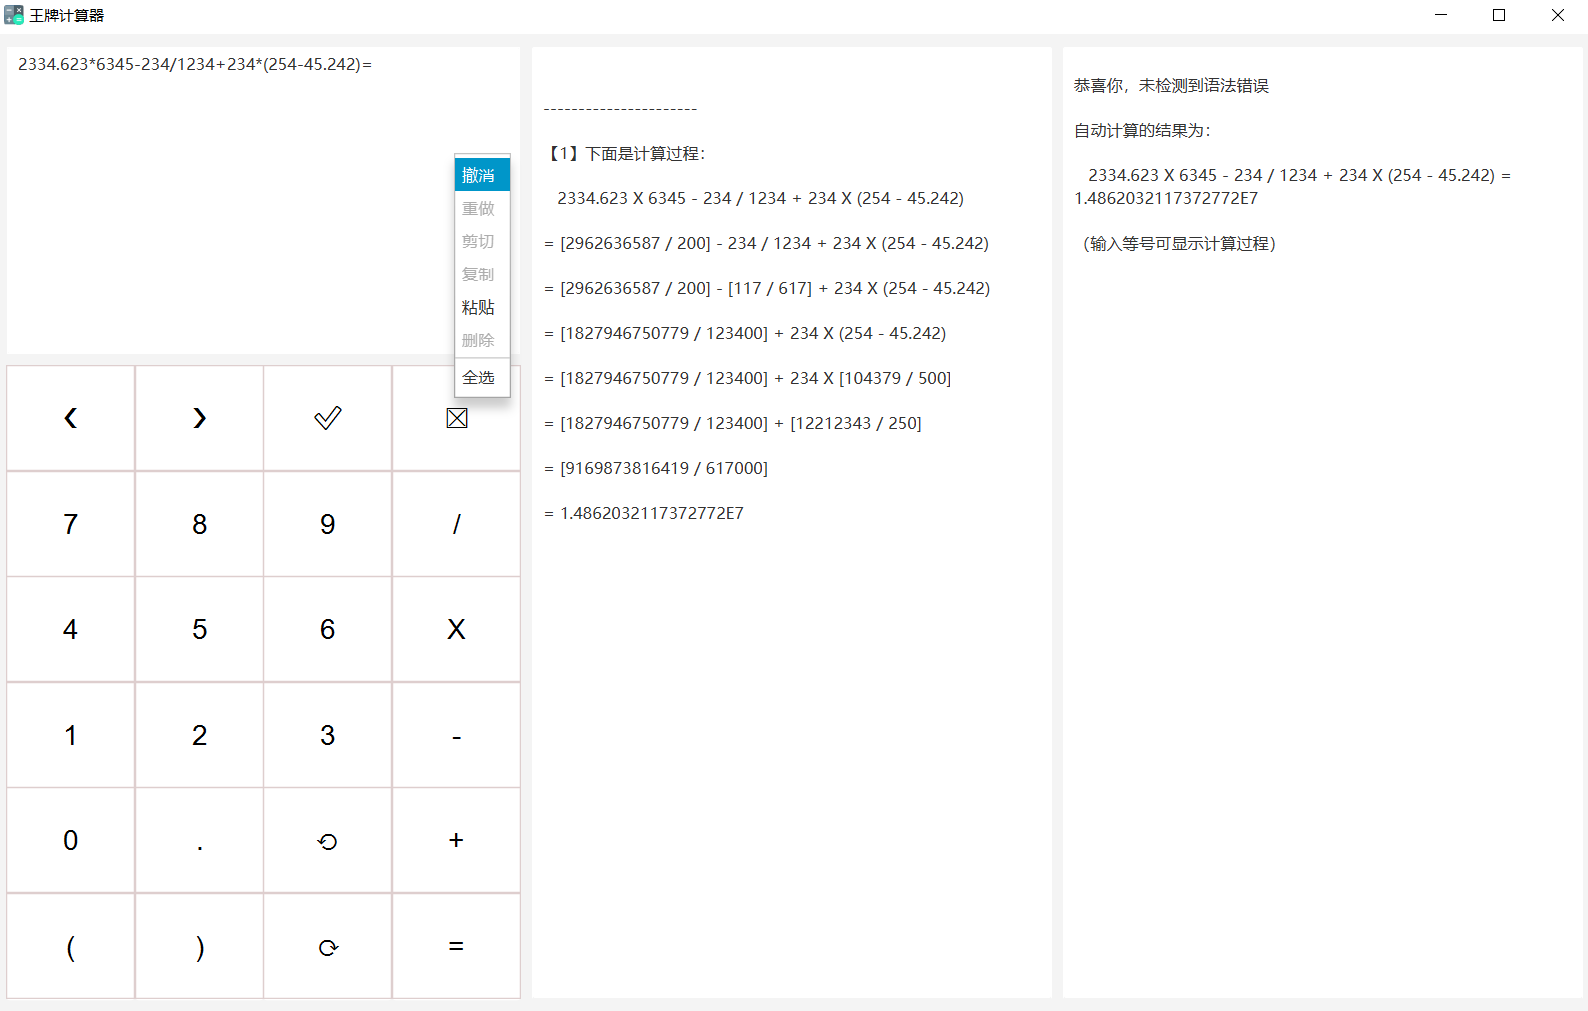 王牌计算器
2334.623*6345-234/1234+234*(254-45.242)=
撤消
重做
剪切
复制
粘贴
删除
全选
7 8 9 /
4 5 6 X
1 2 3 -
0 . +
( ) =
-----------------------
【1】下面是计算过程：
2334.623 X 6345 - 234 / 1234 + 234 X (254 - 45.242)
= [2962636587 / 200] - 234 / 1234 + 234 X (254 - 45.242)
= [2962636587 / 200] - [117 / 617] + 234 X (254 - 45.242)
= [1827946750779 / 123400] + 234 X (254 - 45.242)
= [1827946750779 / 123400] + 234 X [104379 / 500]
= [1827946750779 / 123400] + [12212343 / 250]
= [9169873816419 / 617000]
= 1.4862032117372772E7
恭喜你，未检测到语法错误
自动计算的结果为：
2334.623 X 6345 - 234 / 1234 + 234 X (254 - 45.242) =
1.4862032117372772E7
（输入等号可显示计算过程）